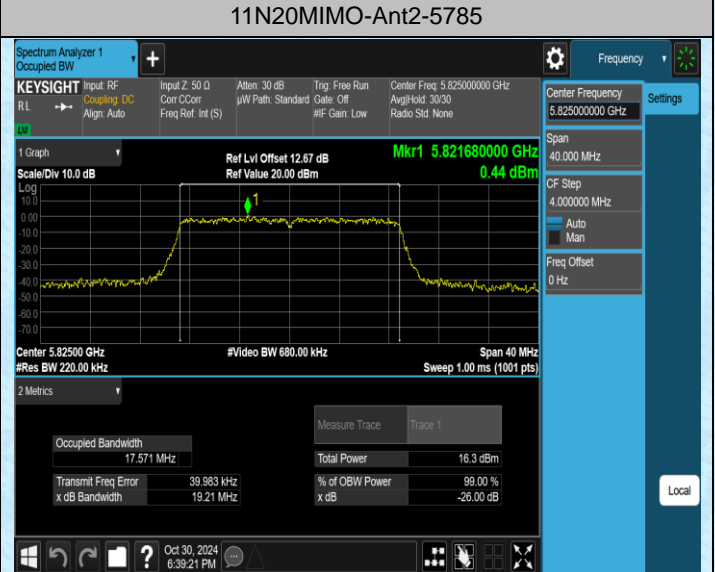 11N20MIMO-Ant2-5785
Spectrum Analyzer 1
Occupied BW
Frequency
KEYSIGHT Input: RF Input Z: 50 Ω Atten: 30 dB Trig: Free Run Center Freq: 5.825000000 GHz
RL Coupling: DC Corr CCorr µW Path: Standard Gate: Off Avg|Hold: 30/30
Align: Auto Freq Ref: Int (S) #IF Gain: Low Radio Std: None
LXI
Center Frequency
5.825000000 GHz
Settings
Span
40.000 MHz
CF Step
4.000000 MHz
Auto
Man
Freq Offset
0 Hz
1 Graph
Ref Lvl Offset 12.67 dB
Mkr1 5.821680000 GHz
Scale/Div 10.0 dB
Ref Value 20.00 dBm
0.44 dBm
Log
10.0
0.00
-10.0
-20.0
-30.0
-40.0
-50.0
-60.0
-70.0
1
Center 5.82500 GHz #Video BW 680.00 kHz Span 40 MHz
#Res BW 220.00 kHz Sweep 1.00 ms (1001 pts)
2 Metrics
Measure Trace Trace 1
Occupied Bandwidth
17.571 MHz
Total Power 16.3 dBm
Transmit Freq Error 39.983 kHz % of OBW Power 99.00 %
x dB Bandwidth 19.21 MHz x dB -26.00 dB
Local
Oct 30, 2024
6:39:21 PM